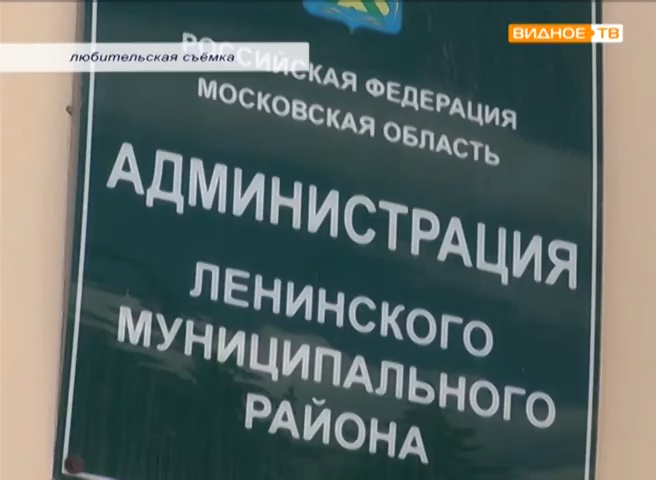 ВИДНОЕ ТВ
любительская съёмка
РОССИЙСКАЯ ФЕДЕРАЦИЯ
МОСКОВСКАЯ ОБЛАСТЬ
АДМИНИСТРАЦИЯ
ЛЕНИНСКОГО
МУНИЦИПАЛЬНОГО
РАЙОНА